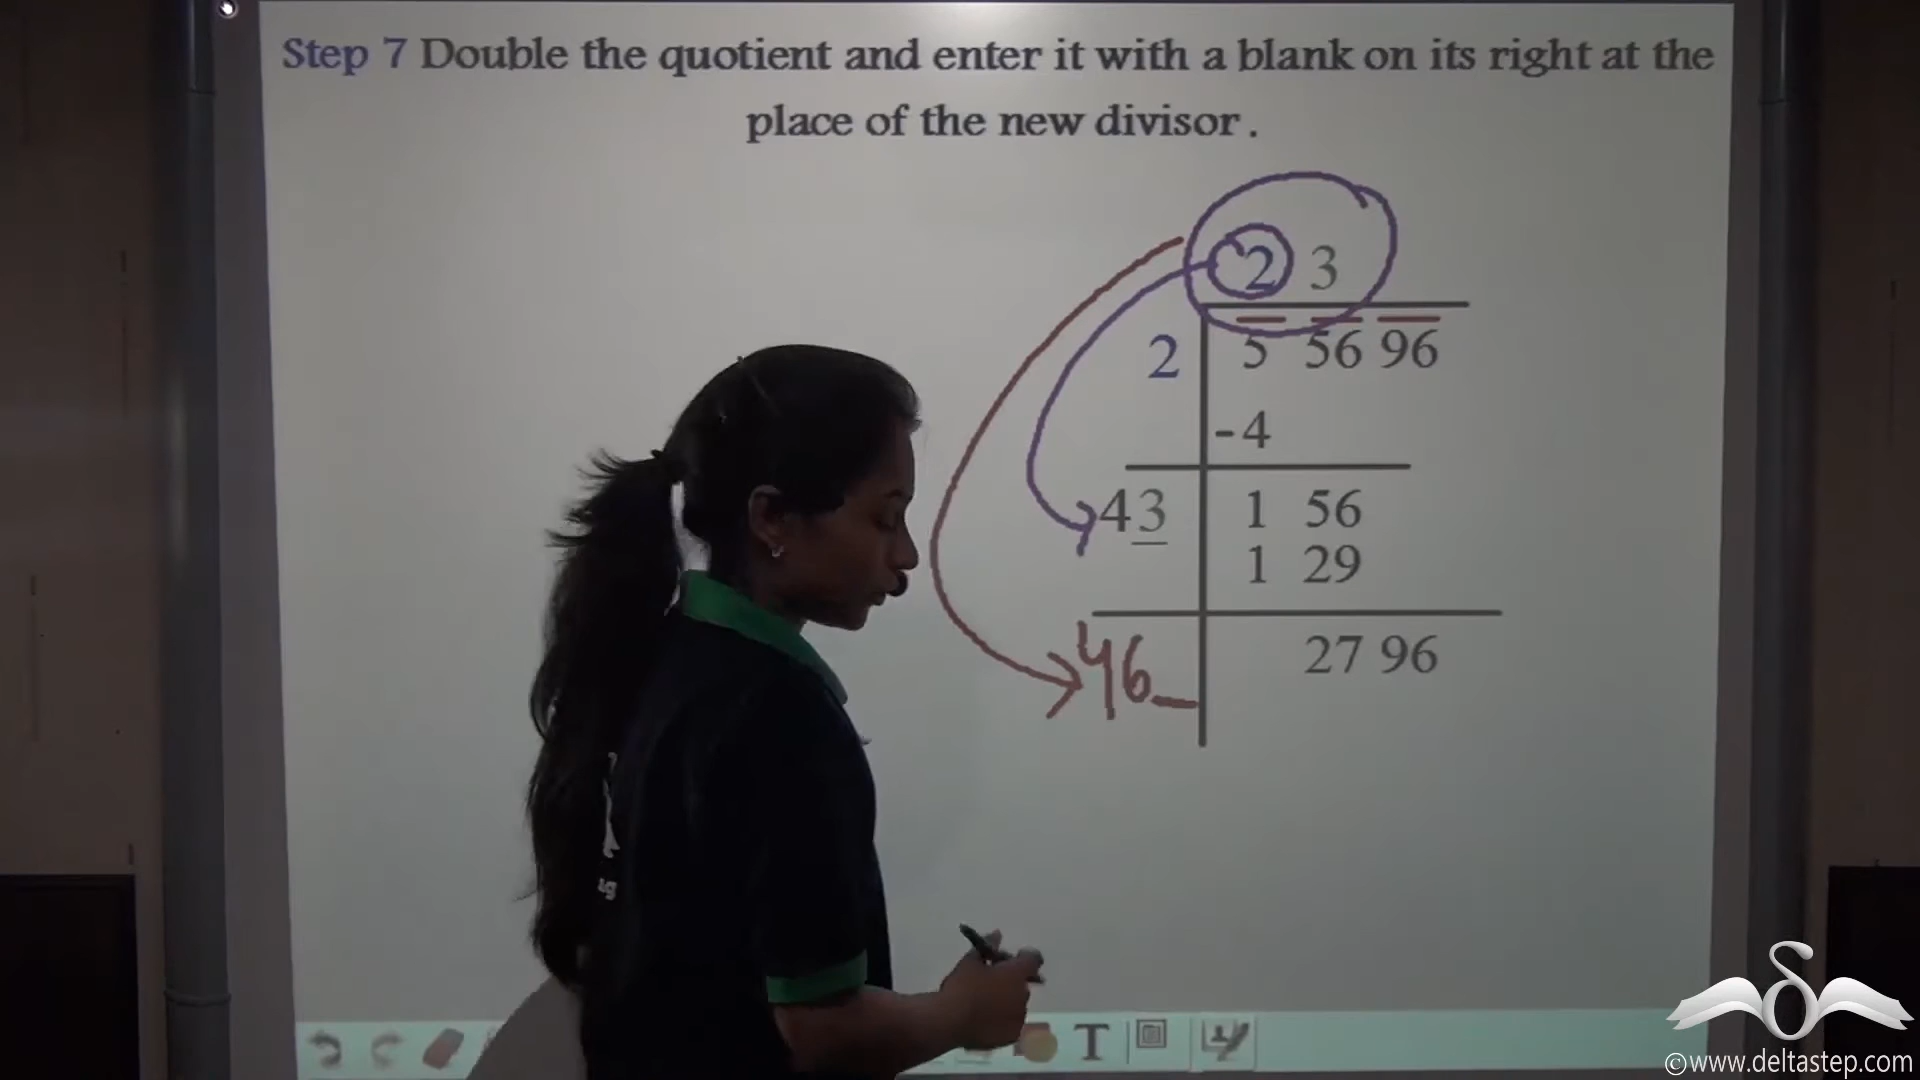 Step 7 Double the quotient and enter it with a blank on its right at the
place of the new divisor .
2 3
2 5 56 96
-4
43 1 56
1 29
46_ 27 96
T
©www.deltastep.com